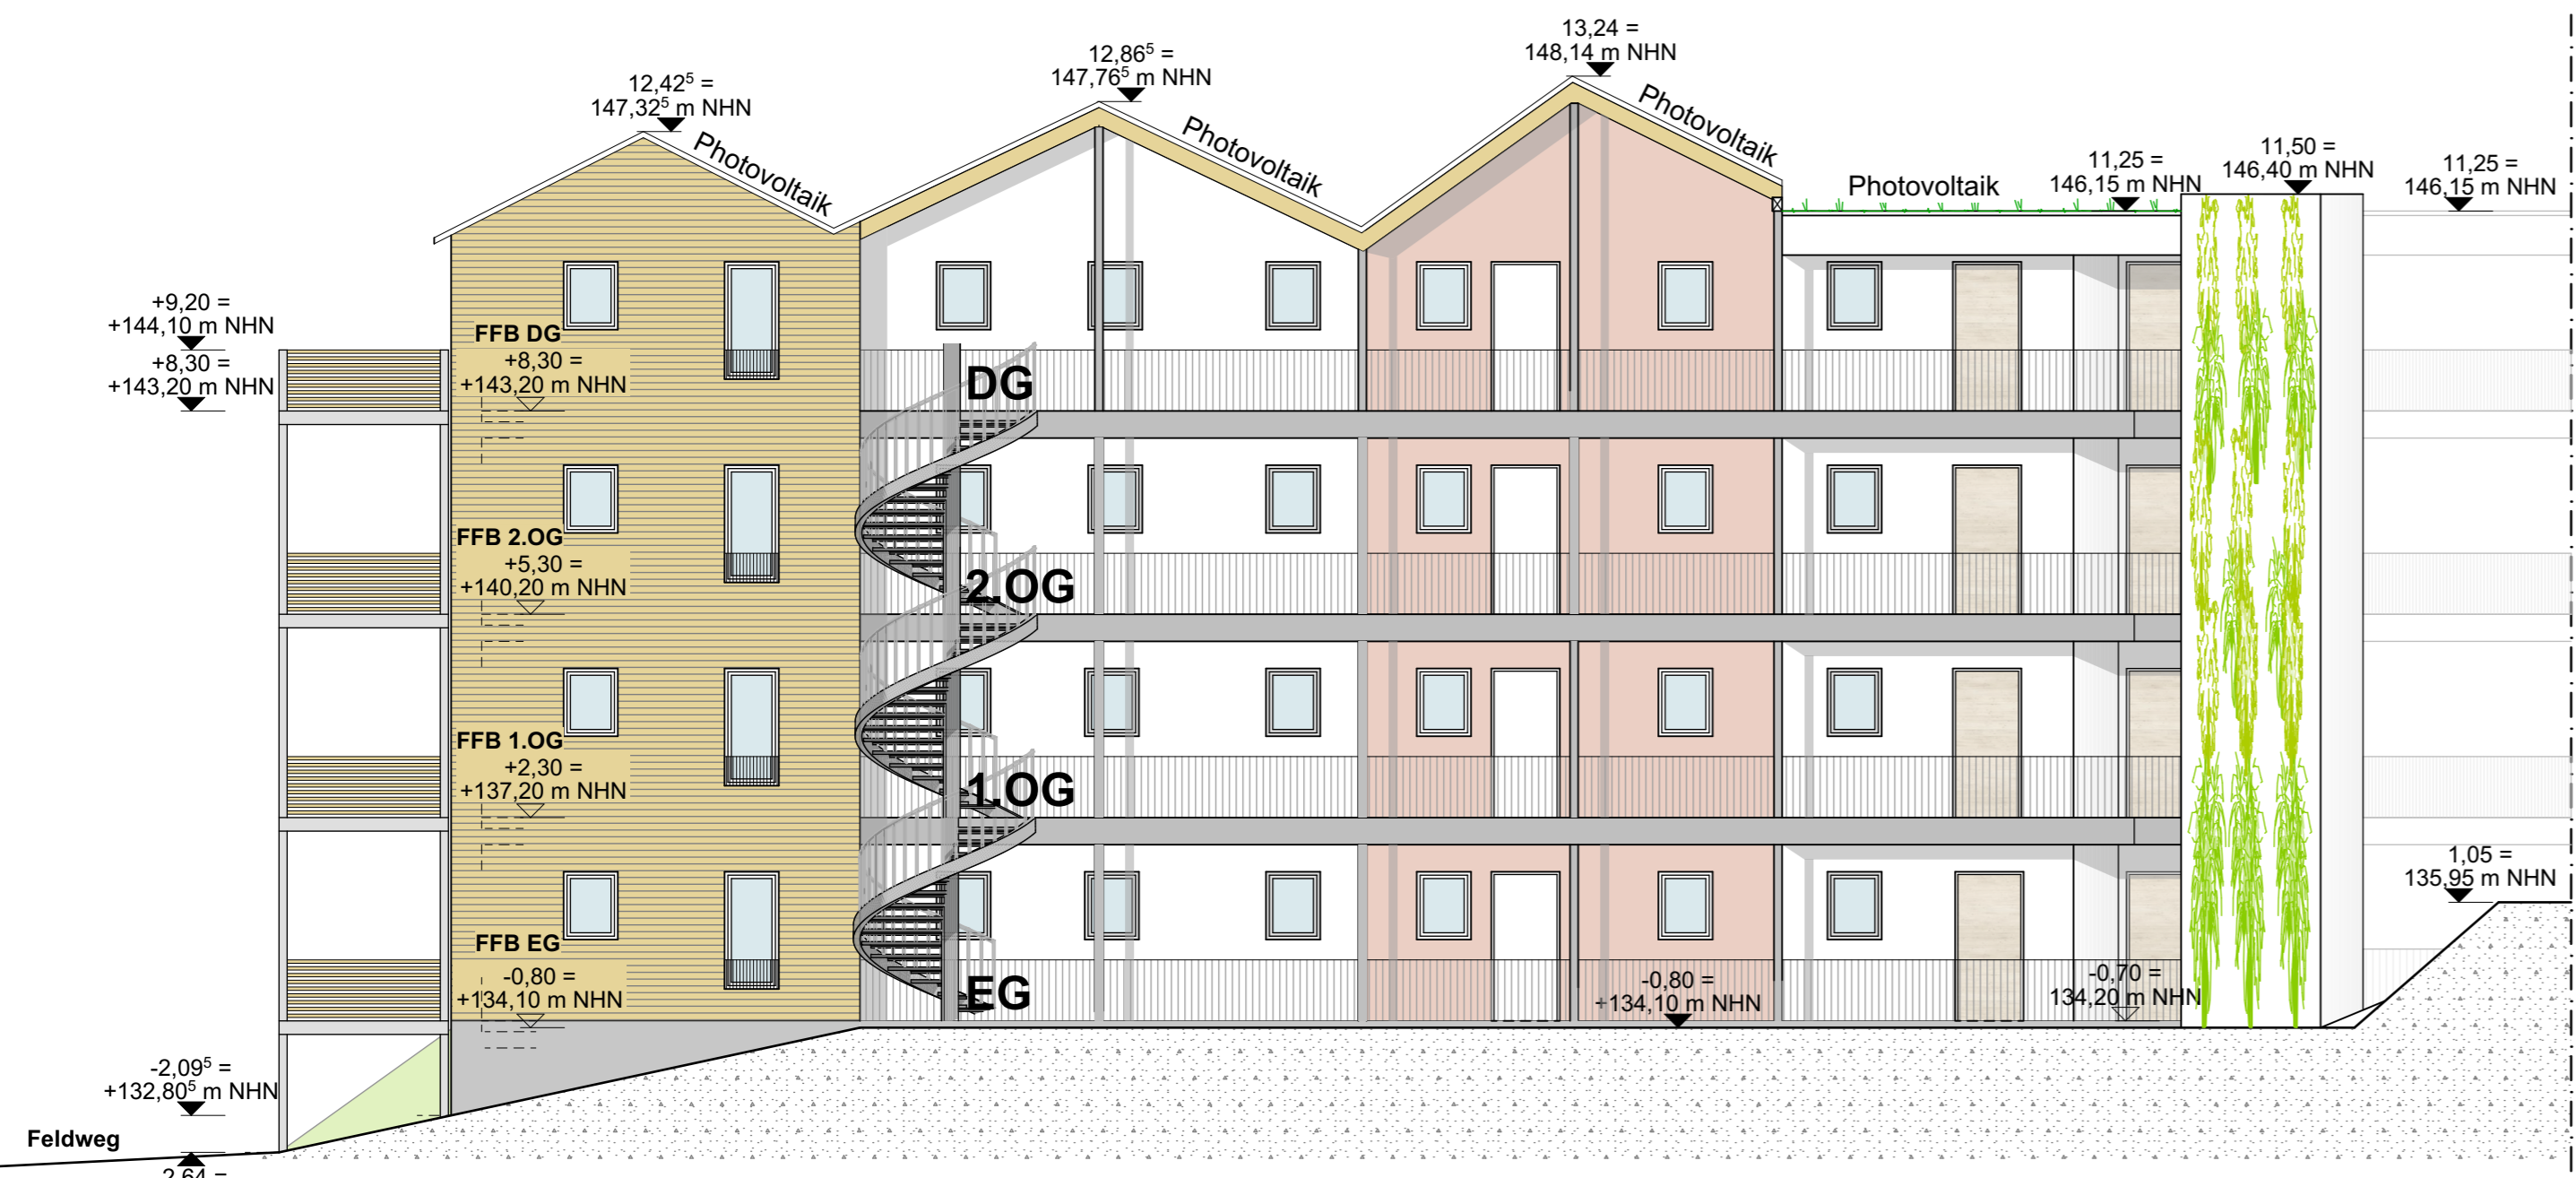 13,24 =
148,14 m NHN
12,86⁵ =
147,76⁵ m NHN
12,42⁵ =
147,32⁵ m NHN
Photovoltaik
Photovoltaik
Photovoltaik
Photovoltaik
11,25 =
146,15 m NHN
11,50 =
146,40 m NHN
11,25 =
146,15 m NHN
+9,20 =
+144,10 m NHN
+8,30 =
+143,20 m NHN
FFB DG
+8,30 =
+143,20 m NHN
DG
FFB 2.OG
+5,30 =
+140,20 m NHN
2.OG
FFB 1.OG
+2,30 =
+137,20 m NHN
1.OG
1,05 =
135,95 m NHN
FFB EG
-0,80 =
+134,10 m NHN
EG
-0,80 =
+134,10 m NHN
-0,70 =
134,20 m NHN
-2,09⁵ =
+132,80⁵ m NHN
Feldweg
2,64 =